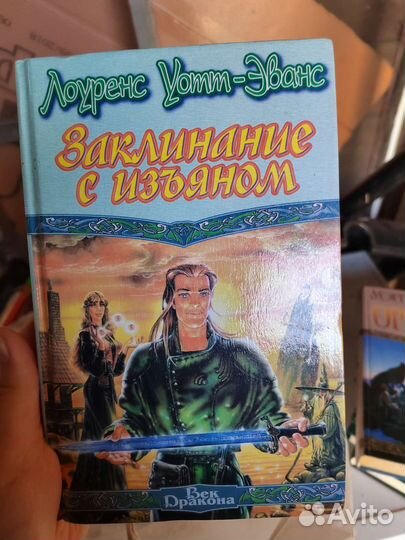 Лоуренс Уотт-Эванс
Заклинание
с изъяном
Век
Дракона
Avito